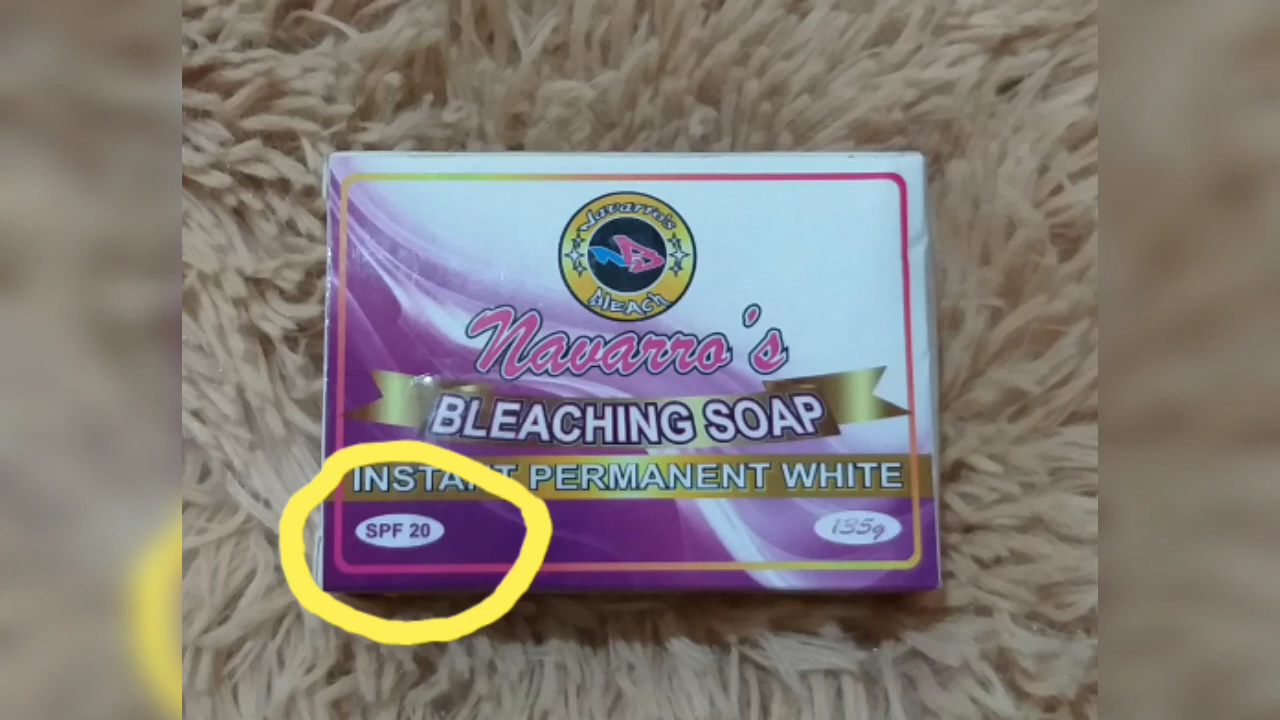 Navarro's
Bleach
Navarro's
BLEACHING SOAP
INSTANT PERMANENT WHITE
SPF 20
135g